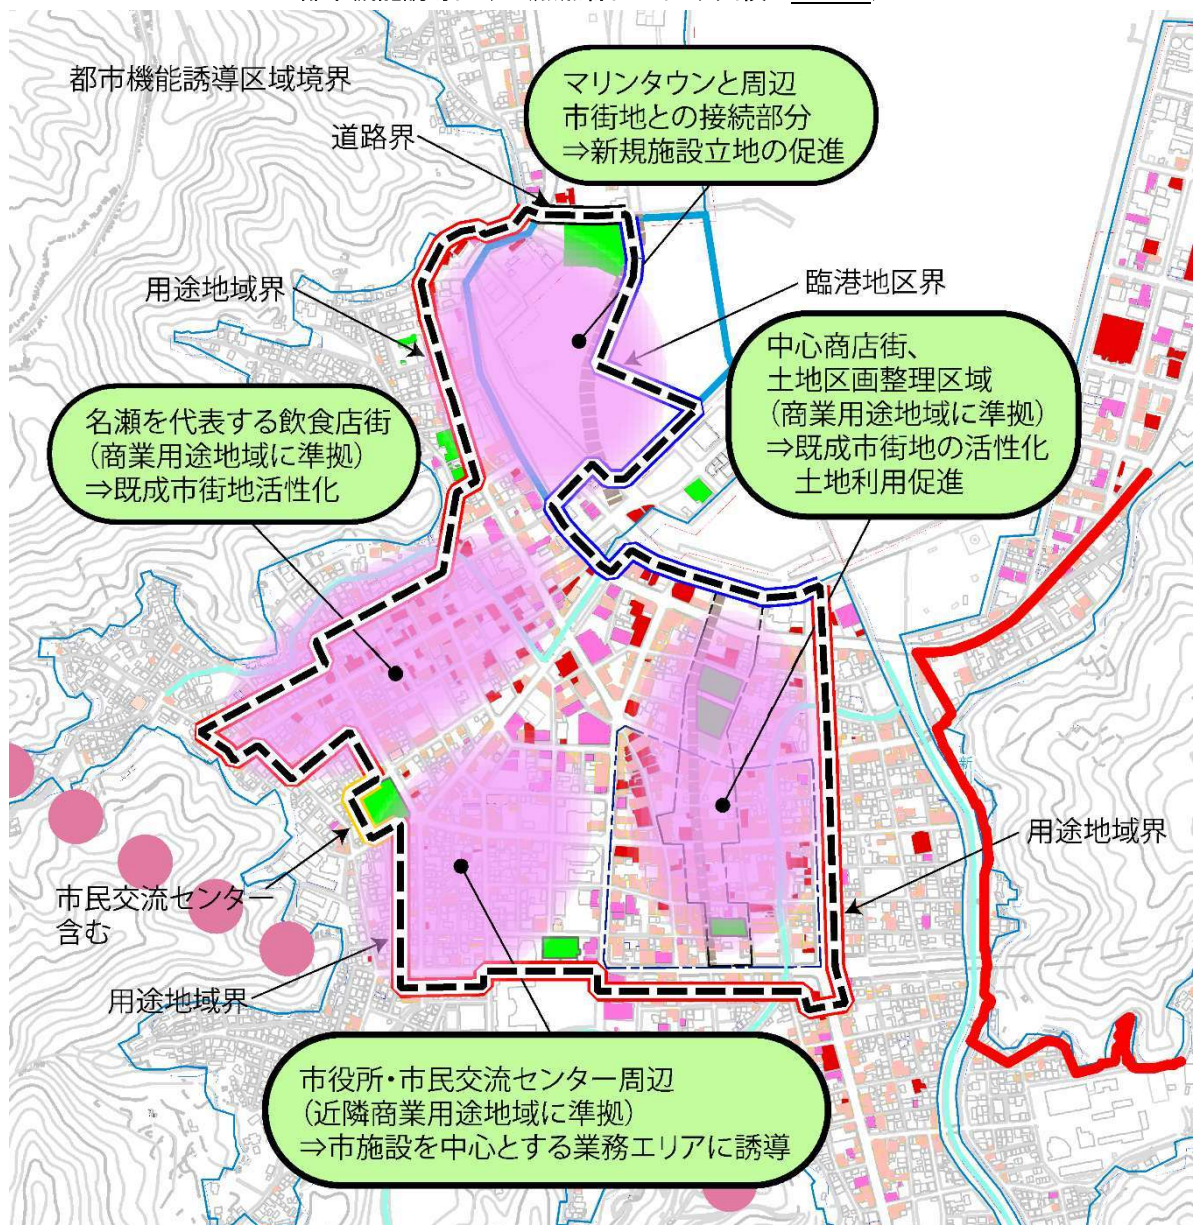 都市機能誘導区域境界
道路界
マリンタウンと周辺
市街地との接続部分
⇒新規施設立地の促進
用途地域界
臨港地区界
中心商店街、
土地区画整理区域
(商業用途地域に準拠)
⇒既成市街地の活性化
土地利用促進
名瀬を代表する飲食店街
(商業用途地域に準拠)
⇒既成市街地活性化
新
用途地域界
市民交流センター
含む
用途地域界
市役所・市民交流センター周辺
(近隣商業用途地域に準拠)
⇒市施設を中心とする業務エリアに誘導